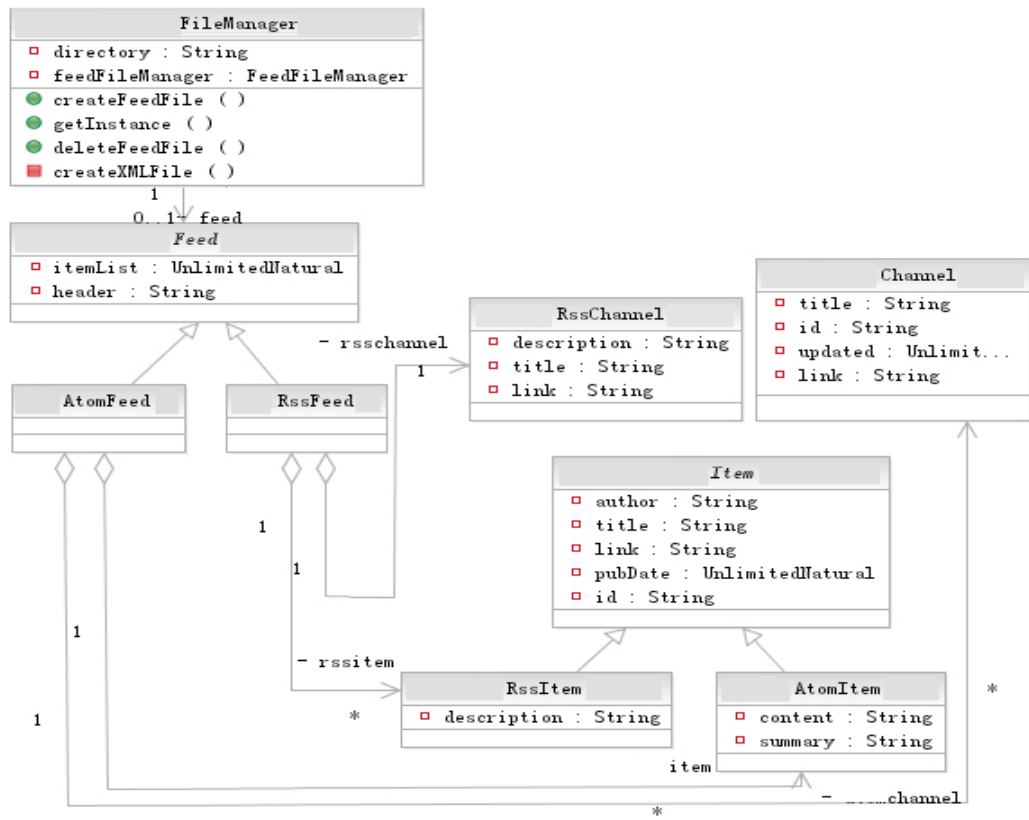 FileManager
directory : String
feedFileManager : FeedFileManager
createFeedFile ( )
getInstance ( )
deleteFeedFile ( )
createXMLFile ( )
1
0..1 - feed
Feed
itemList : UnlimitedNatural
header : String
Channel
title : String
id : String
updated : Unlimit...
link : String
RssChannel
description : String
title : String
link : String
- rsschannel
1
AtomFeed
RssFeed
Item
author : String
title : String
link : String
pubDate : UnlimitedNatural
id : String
1
1
1
- rssitem
RssItem
description : String
AtomItem
content : String
summary : String
1
*
*
item
-
channel
*